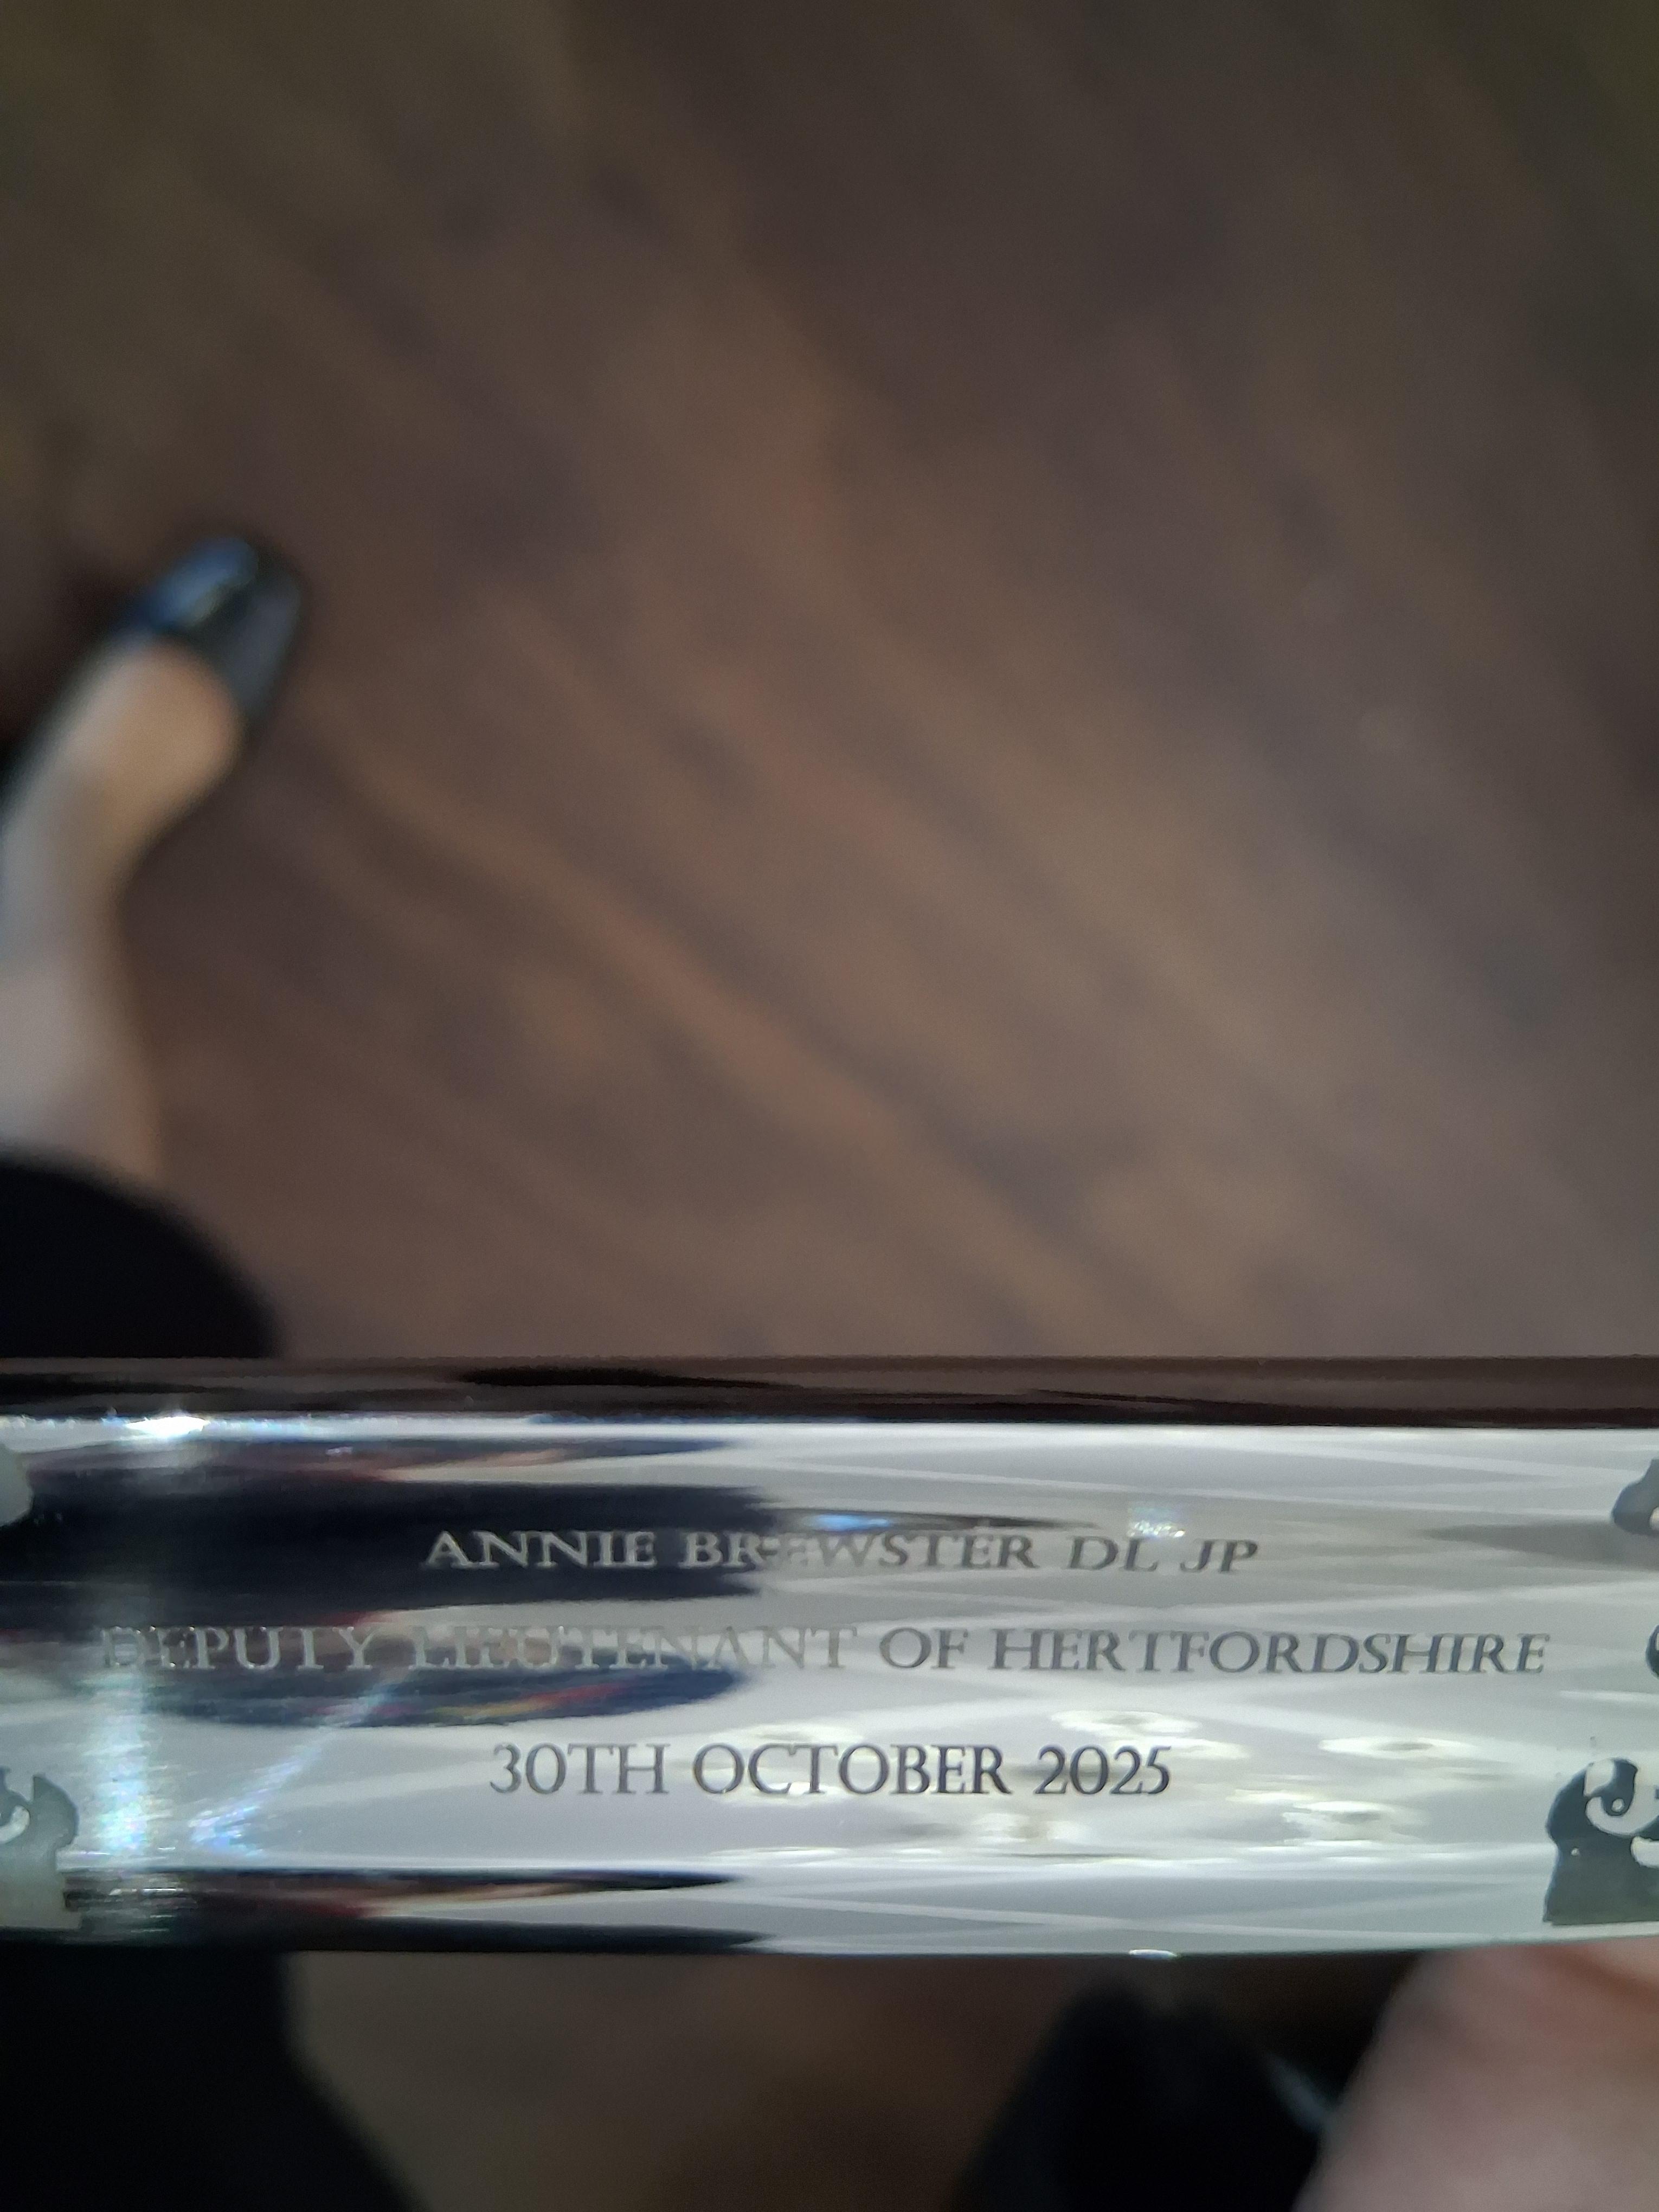 ANNIE BREWSTER DL JP
DEPUTY LIEUTENANT OF HERTFORDSHIRE
30TH OCTOBER 2025